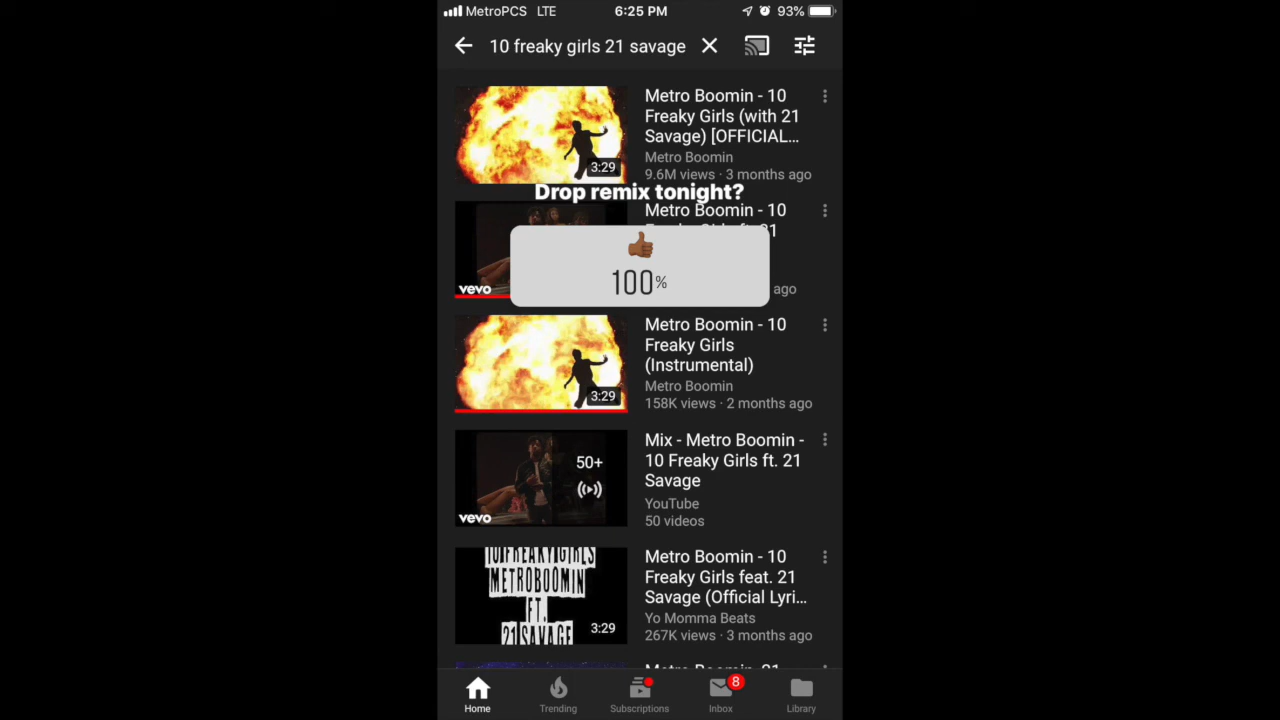 MetroPCS LTE 6:25 PM 93%
10 freaky girls 21 savage
Metro Boomin - 10
Freaky Girls (with 21
Savage) [OFFICIAL...
Metro Boomin
9.6M views · 3 months ago
3:29
Drop remix tonight?
👍🏾
100%
Metro Boomin - 10
21
ago
vevo
Metro Boomin - 10
Freaky Girls
(Instrumental)
Metro Boomin
158K views · 2 months ago
3:29
Mix - Metro Boomin -
10 Freaky Girls ft. 21
Savage
YouTube
50 videos
50+
vevo
10FREAKYGIRLS
METROBOOMIN
FT.
21SAVAGE
3:29
Metro Boomin - 10
Freaky Girls feat. 21
Savage (Official Lyri...
Yo Momma Beats
267K views · 3 months ago
8
Home Trending Subscriptions Inbox Library